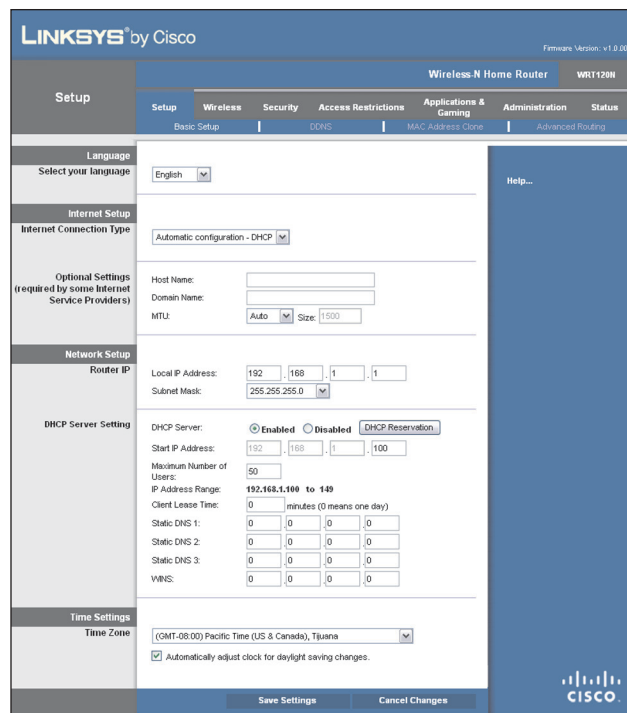 LINKSYS® by Cisco
Firmware Version: v1.0.00
Wireless-N Home Router WRT120N
Setup
Setup Wireless Security Access Restrictions Applications & Gaming Administration Status
Basic Setup DDNS MAC Address Clone Advanced Routing
Language
Select your language
English
Help...
Internet Setup
Internet Connection Type
Automatic configuration - DHCP
Optional Settings
(required by some Internet
Service Providers)
Host Name:
Domain Name:
MTU: Auto Size: 1500
Network Setup
Router IP
Local IP Address: 192 . 168 . 1 . 1
Subnet Mask: 255.255.255.0
DHCP Server Setting
DHCP Server: Enabled Disabled DHCP Reservation
Start IP Address: 192 . 168 . 1 . 100
Maximum Number of
Users: 50
IP Address Range: 192.168.1.100 to 149
Client Lease Time: 0 minutes (0 means one day)
Static DNS 1: 0 . 0 . 0 . 0
Static DNS 2: 0 . 0 . 0 . 0
Static DNS 3: 0 . 0 . 0 . 0
WINS: 0 . 0 . 0 . 0
Time Settings
Time Zone
(GMT-08:00) Pacific Time (US & Canada), Tijuana
Automatically adjust clock for daylight saving changes.
Save Settings Cancel Changes
CISCO.